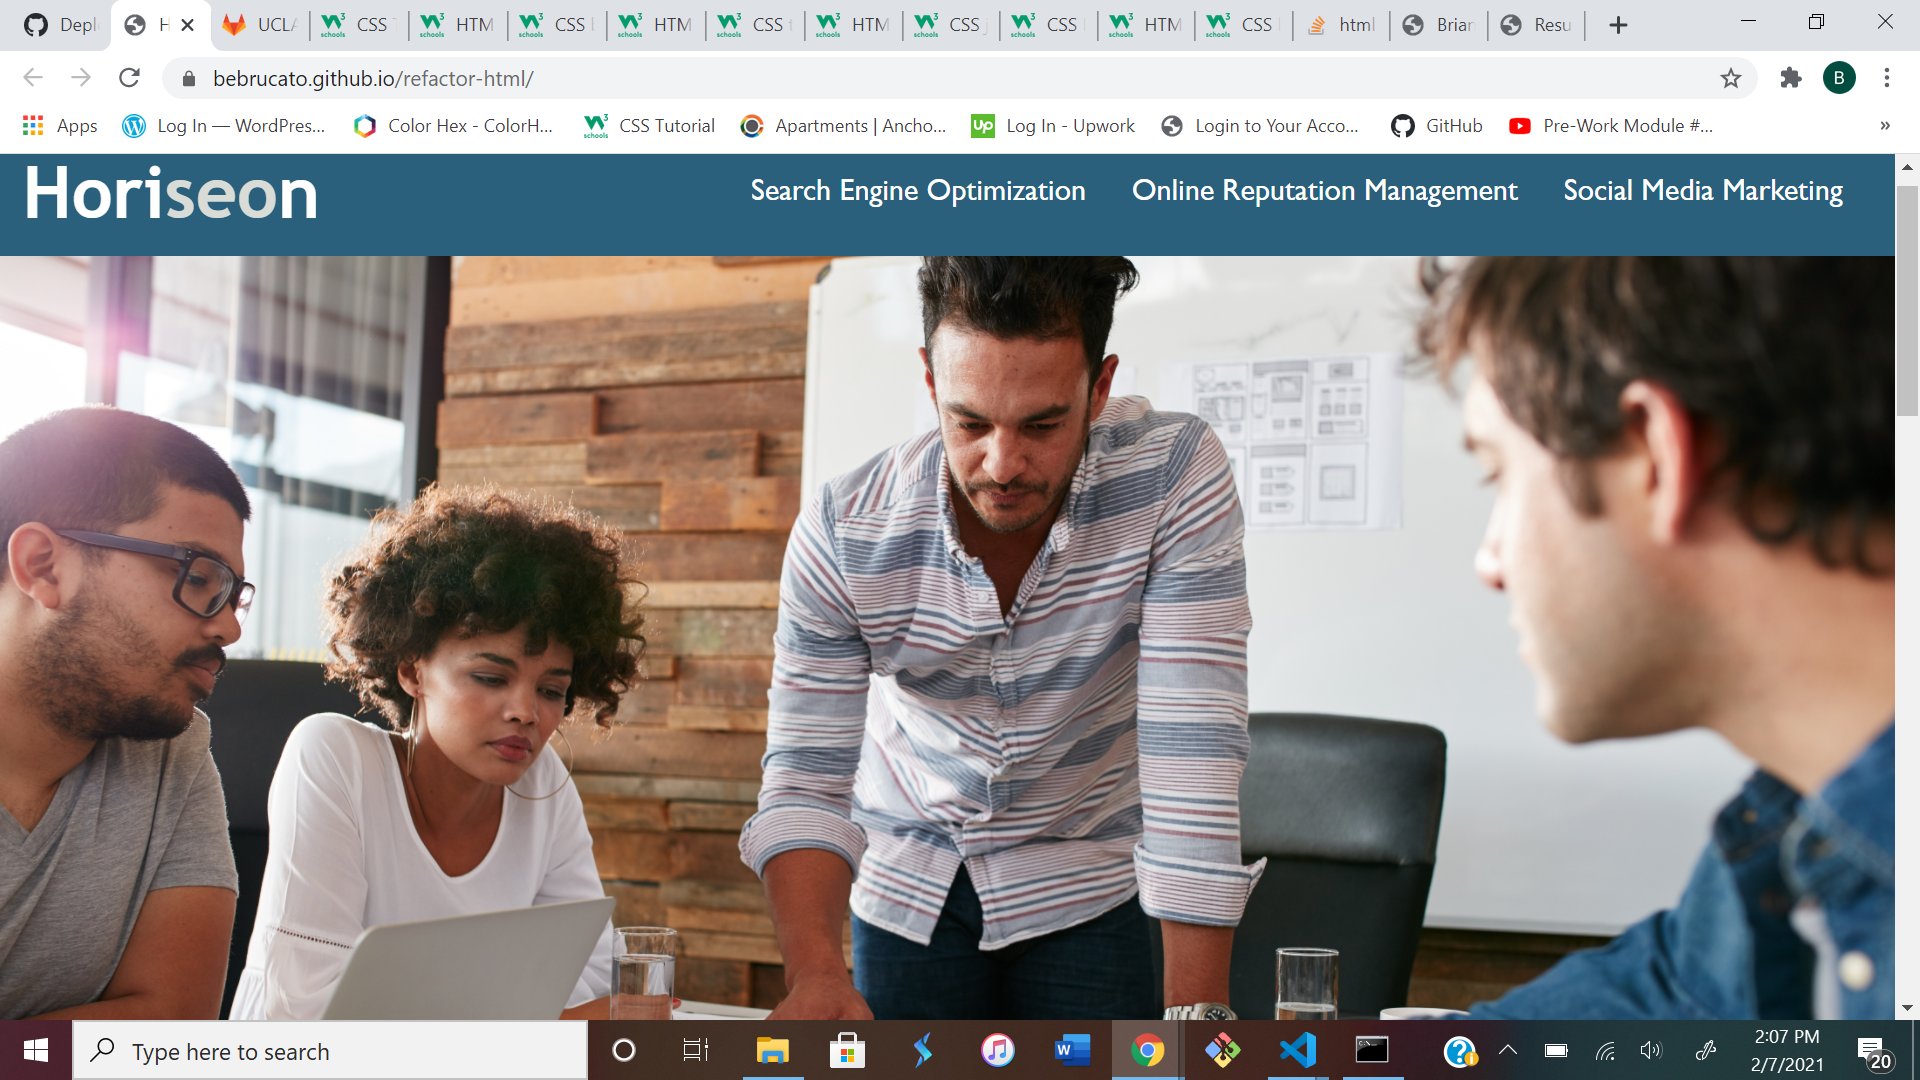 Depl H UCLA CSS T HTM CSS b HTM CSS f HTM CSS j CSS HTM CSS html Brian Resu
bebrucato.github.io/refactor-html/ B
Apps Log In — WordPres... Color Hex - ColorH... CSS Tutorial Apartments | Ancho... Up Log In - Upwork Login to Your Acco... GitHub Pre-Work Module #... »
Horiseon Search Engine Optimization Online Reputation Management Social Media Marketing
Type here to search
2:07 PM
2/7/2021
20